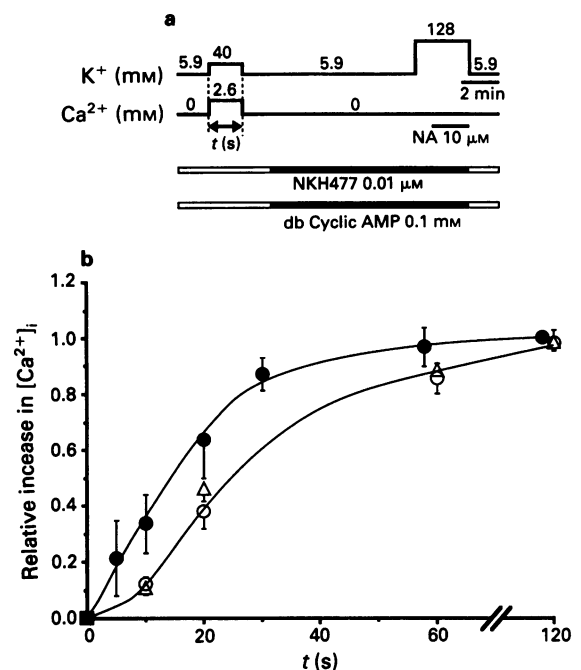 a
40 128
5.9 5.9 5.9
K⁺ (mM)
2.6 2 min
0 0
Ca²⁺ (mM)
t (s) NA 10 μM
NKH477 0.01 μM
db Cyclic AMP 0.1 mM
b
Relative incease in [Ca²⁺]i
1.2
1.0
0.8
0.6
0.4
0.2
0.0
0 20 40 60 120
t (s)